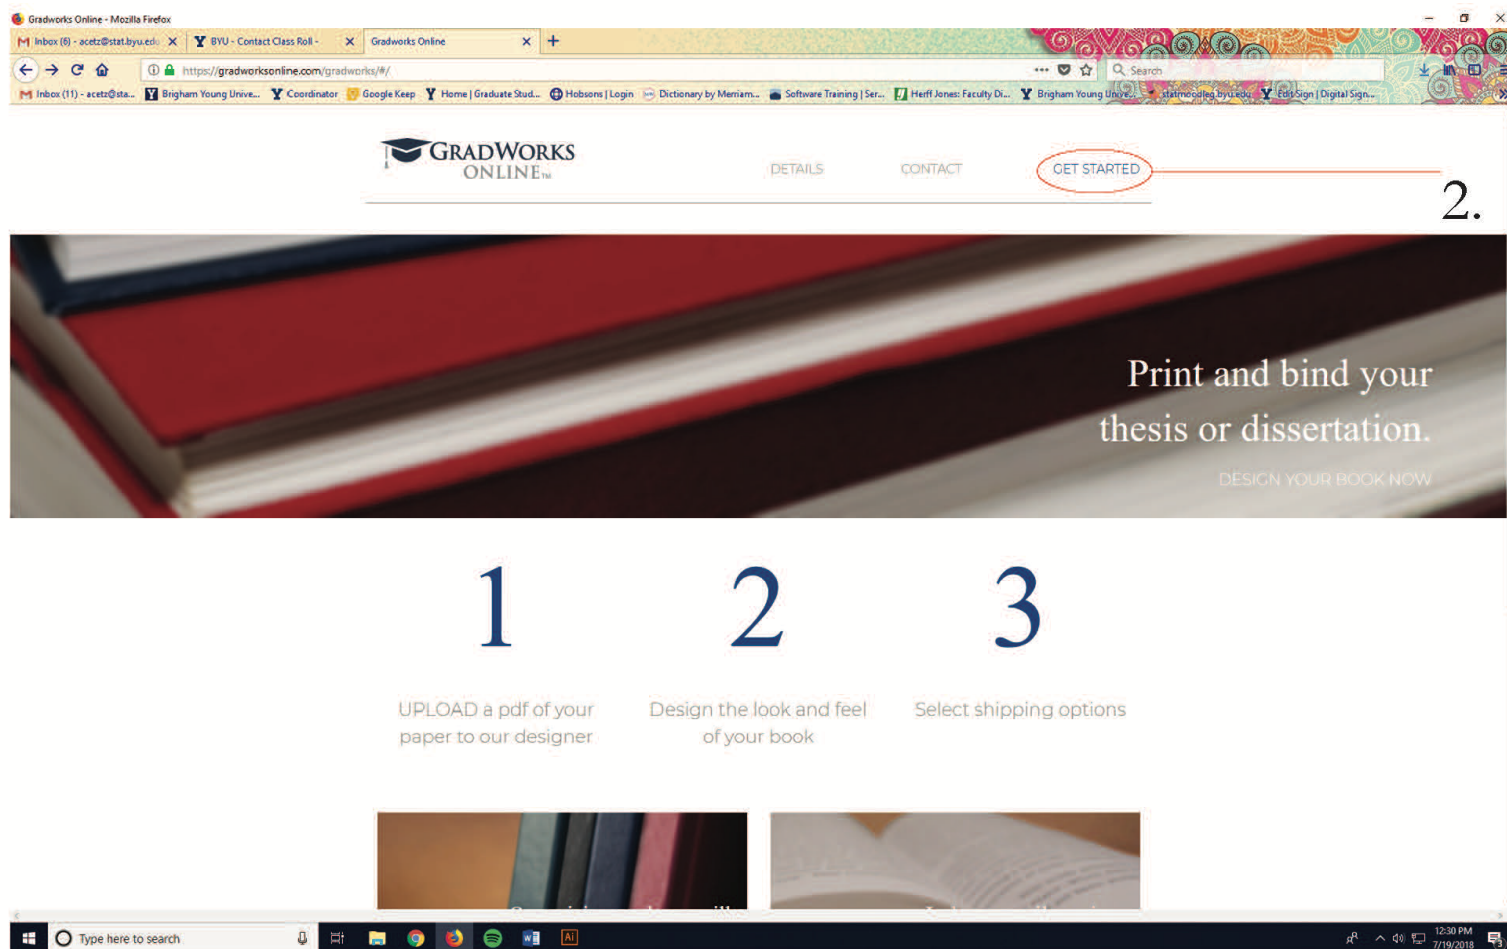 Gradworks Online - Mozilla Firefox
Inbox (6) - acetz@stat.byu.edu
BYU - Contact Class Roll -
Gradworks Online
https://gradworksonline.com/gradworks/#/
Search
Inbox (11) - acetz@sta...
Brigham Young Unive...
Coordinator
Google Keep
Home | Graduate Stud...
Hobsons | Login
Dictionary by Merriam...
Software Training | Ser...
Herff Jones: Faculty Di...
Brigham Young Unive...
statmoodleg.byu.edu
Edit Sign | Digital Sign...
GRADWORKS
ONLINE™
DETAILS
CONTACT
GET STARTED
2.
Print and bind your
thesis or dissertation.
DESIGN YOUR BOOK NOW
1
2
3
UPLOAD a pdf of your
paper to our designer
Design the look and feel
of your book
Select shipping options
Type here to search
12:30 PM
7/19/2018